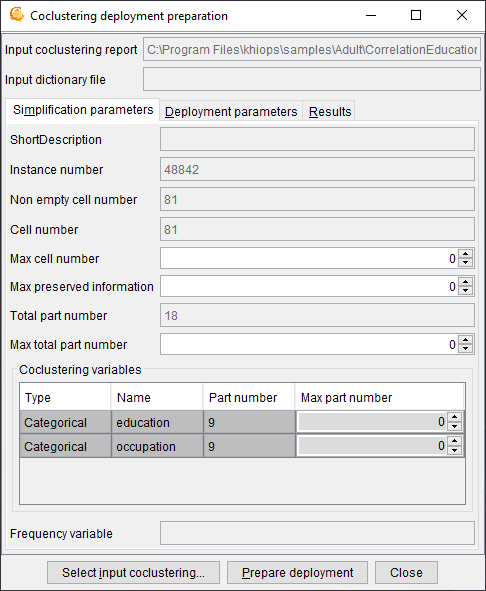 Coclustering deployment preparation
Input coclustering report C:\Program Files\khiops\samples\Adult\CorrelationEducation
Input dictionary file
Simplification parameters Deployment parameters Results
ShortDescription
Instance number 48842
Non empty cell number 81
Cell number 81
Max cell number 0
Max preserved information 0
Total part number 18
Max total part number 0
Coclustering variables
Type Name Part number Max part number
Categorical education 9 0
Categorical occupation 9 0
Frequency variable
Select input coclustering... Prepare deployment Close